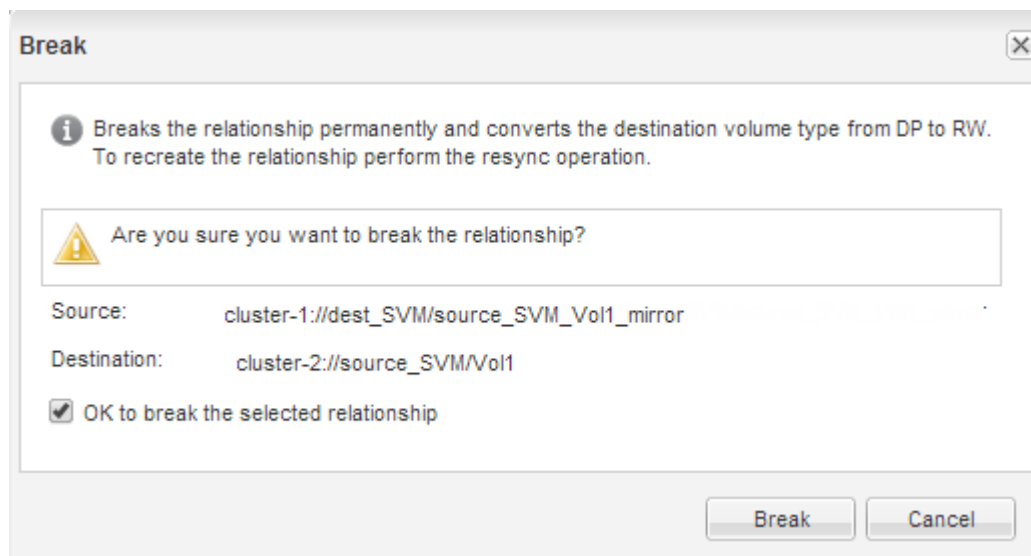 Break
Breaks the relationship permanently and converts the destination volume type from DP to RW.
To recreate the relationship perform the resync operation.
Are you sure you want to break the relationship?
Source: cluster-1://dest_SVM/source_SVM_Vol1_mirror
Destination: cluster-2://source_SVM/Vol1
OK to break the selected relationship
Break Cancel